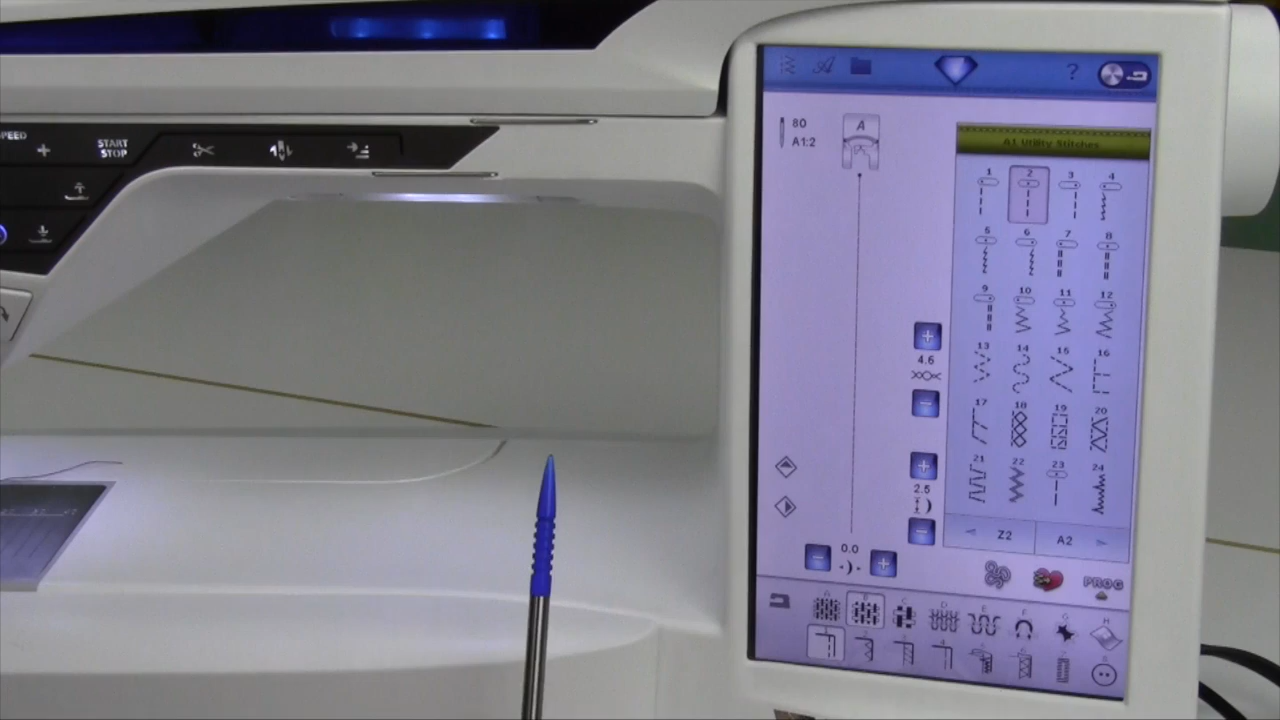 SPEED
+
START
STOP
?
80
A1:2
A
A1 Utility Stitches
1 2 3 4
5 6 7 8
9 10 11 12
13 14 15 16
17 18 19 20
21 22 23 24
+
4.6
-
+
2.5
-
Z2 A2
0.0
- +
PROG
A B C D E F G H